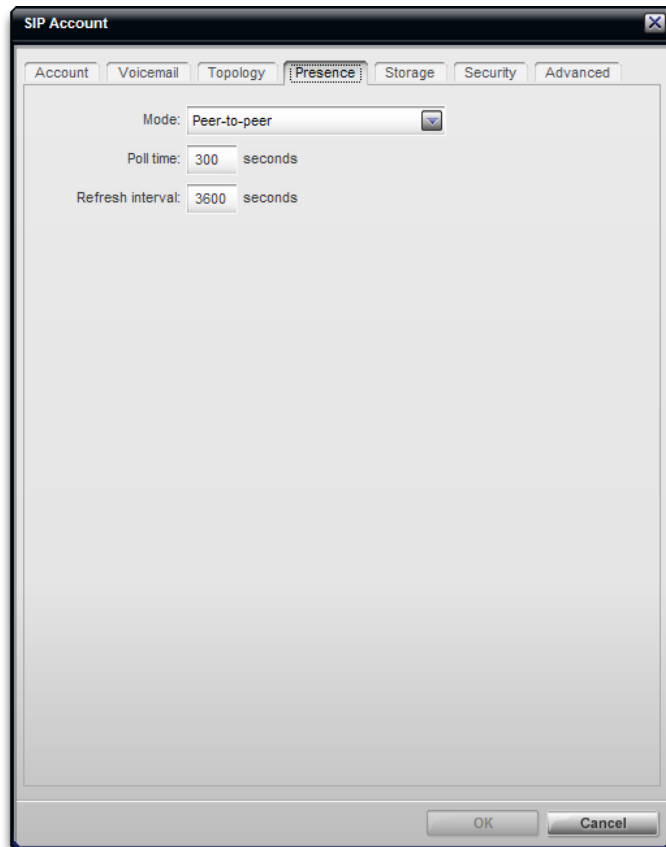 SIP Account
Account Voicemail Topology Presence Storage Security Advanced
Mode: Peer-to-peer
Poll time: 300 seconds
Refresh interval: 3600 seconds
OK Cancel